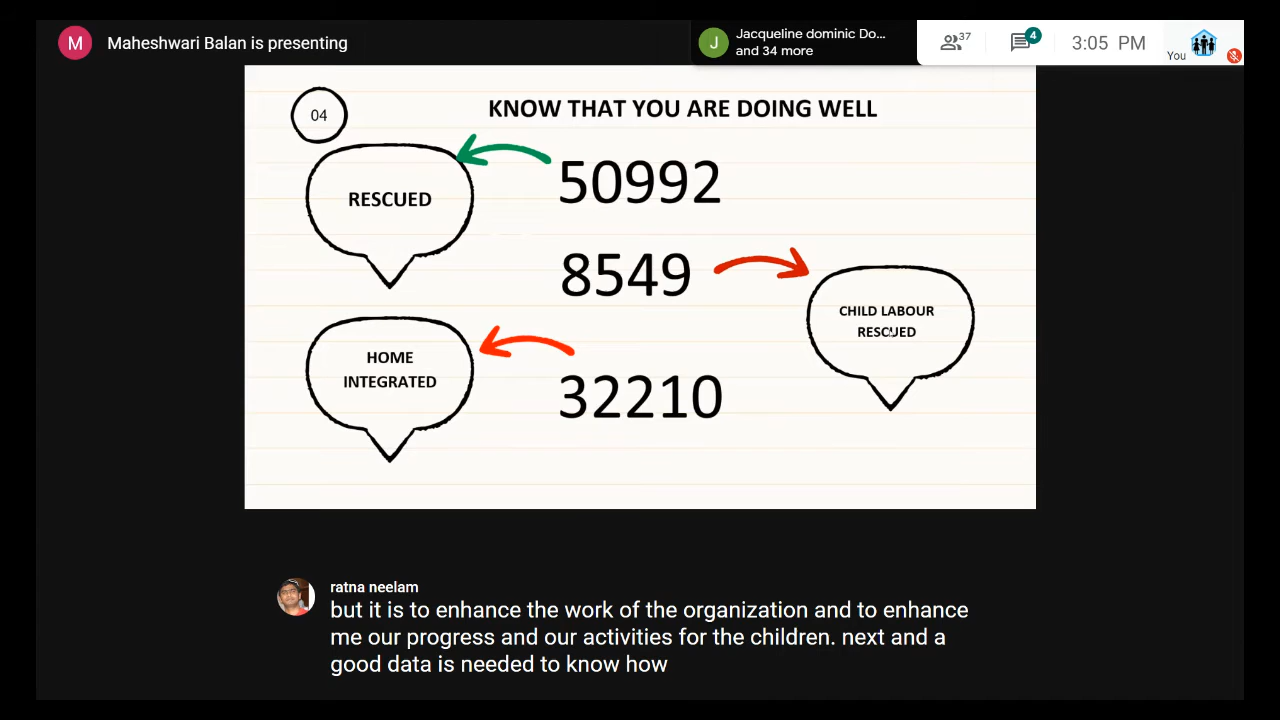 M
Maheshwari Balan is presenting
J
Jacqueline dominic Do...
and 34 more
37
4
3:05 PM
You
04
KNOW THAT YOU ARE DOING WELL
RESCUED
50992
8549
CHILD LABOUR
RESCUED
HOME
INTEGRATED
32210
ratna neelam
but it is to enhance the work of the organization and to enhance
me our progress and our activities for the children. next and a
good data is needed to know how